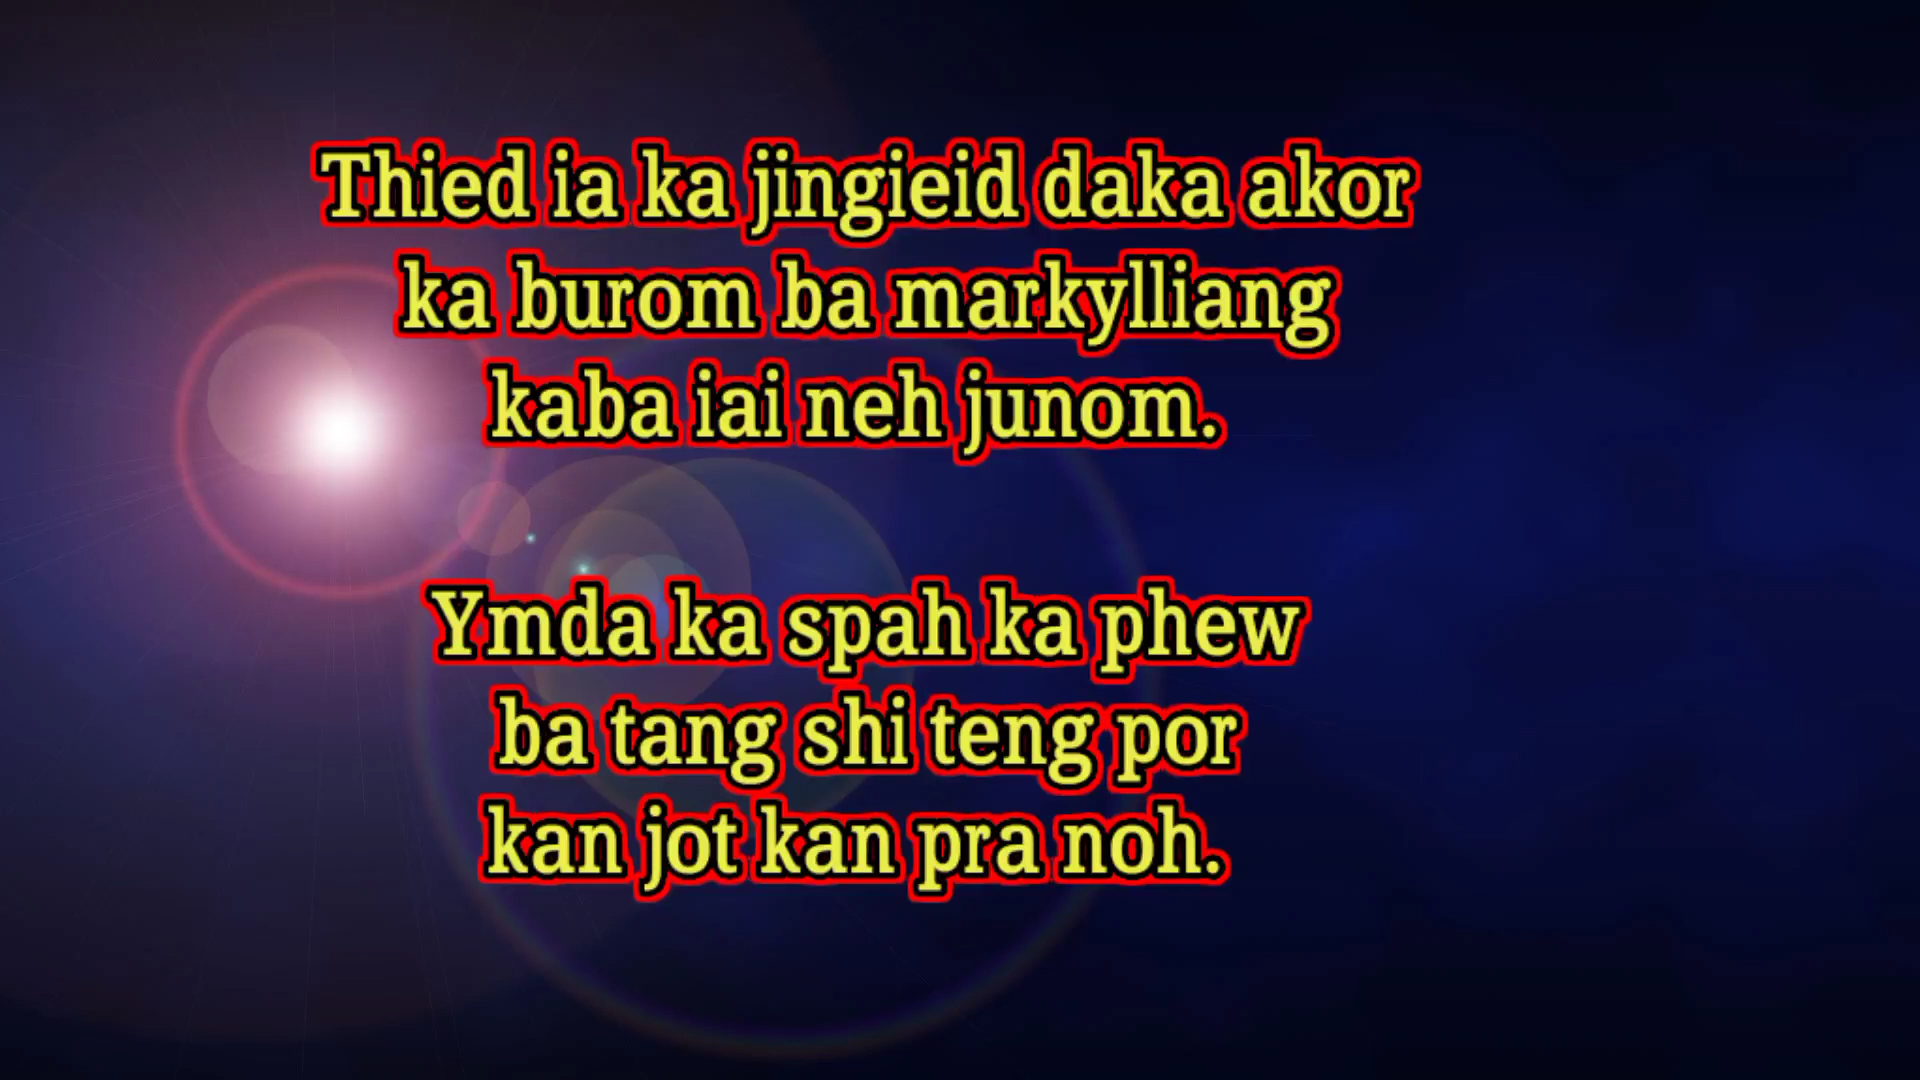 Thied ia ka jingieid daka akor
ka burom ba markylliang
kaba iai neh junom.
Ymda ka spah ka phew
ba tang shi teng por
kan jot kan pra noh.